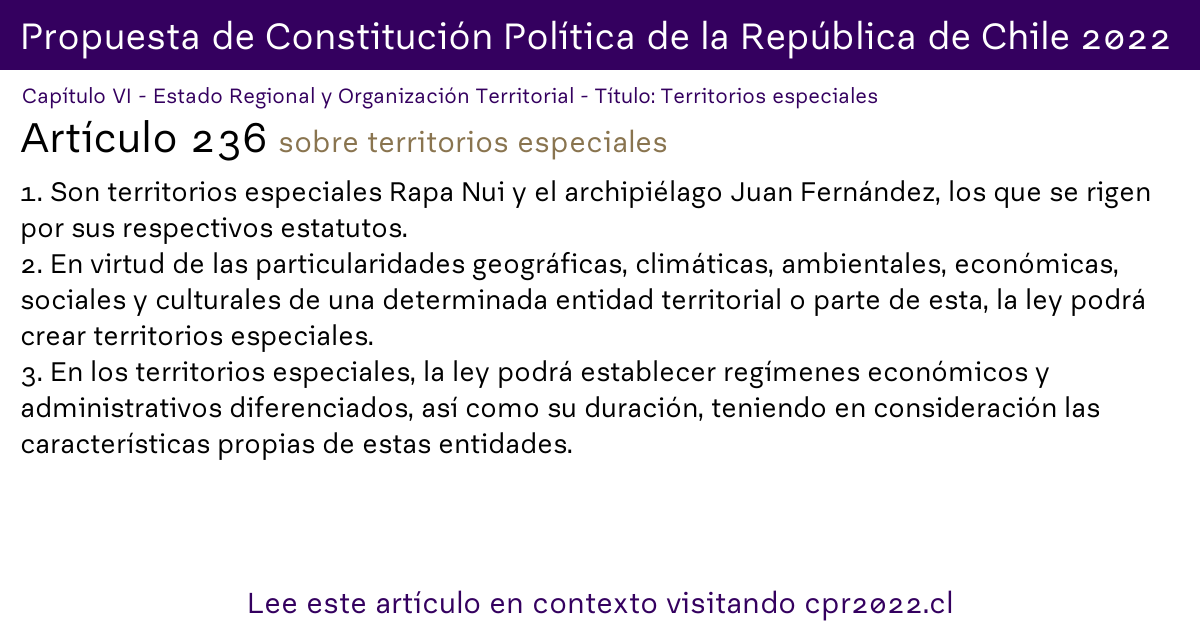 Propuesta de Constitución Política de la República de Chile 2022
Capítulo VI - Estado Regional y Organización Territorial - Título: Territorios especiales
Artículo 236 sobre territorios especiales
1. Son territorios especiales Rapa Nui y el archipiélago Juan Fernández, los que se rigen
por sus respectivos estatutos.
2. En virtud de las particularidades geográficas, climáticas, ambientales, económicas,
sociales y culturales de una determinada entidad territorial o parte de esta, la ley podrá
crear territorios especiales.
3. En los territorios especiales, la ley podrá establecer regímenes económicos y
administrativos diferenciados, así como su duración, teniendo en consideración las
características propias de estas entidades.
Lee este artículo en contexto visitando cpr2022.cl